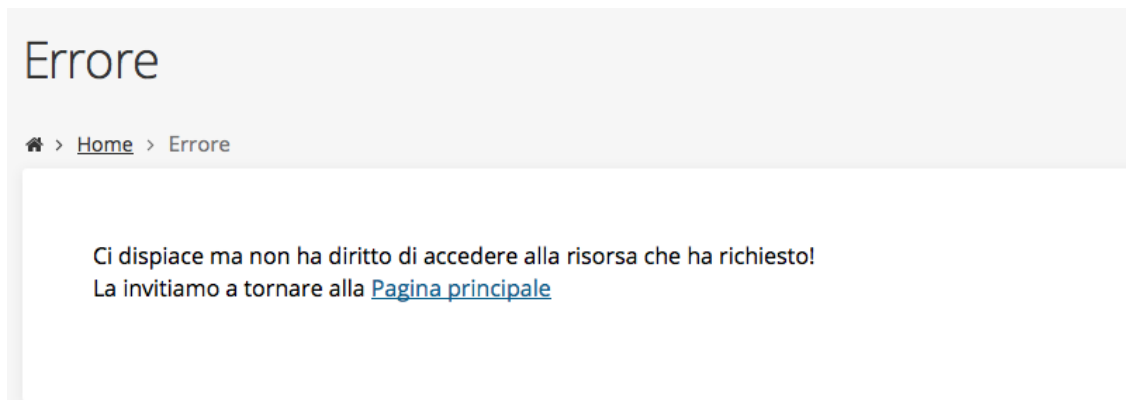 Errore
> Home > Errore
Ci dispiace ma non ha diritto di accedere alla risorsa che ha richiesto!
La invitiamo a tornare alla Pagina principale